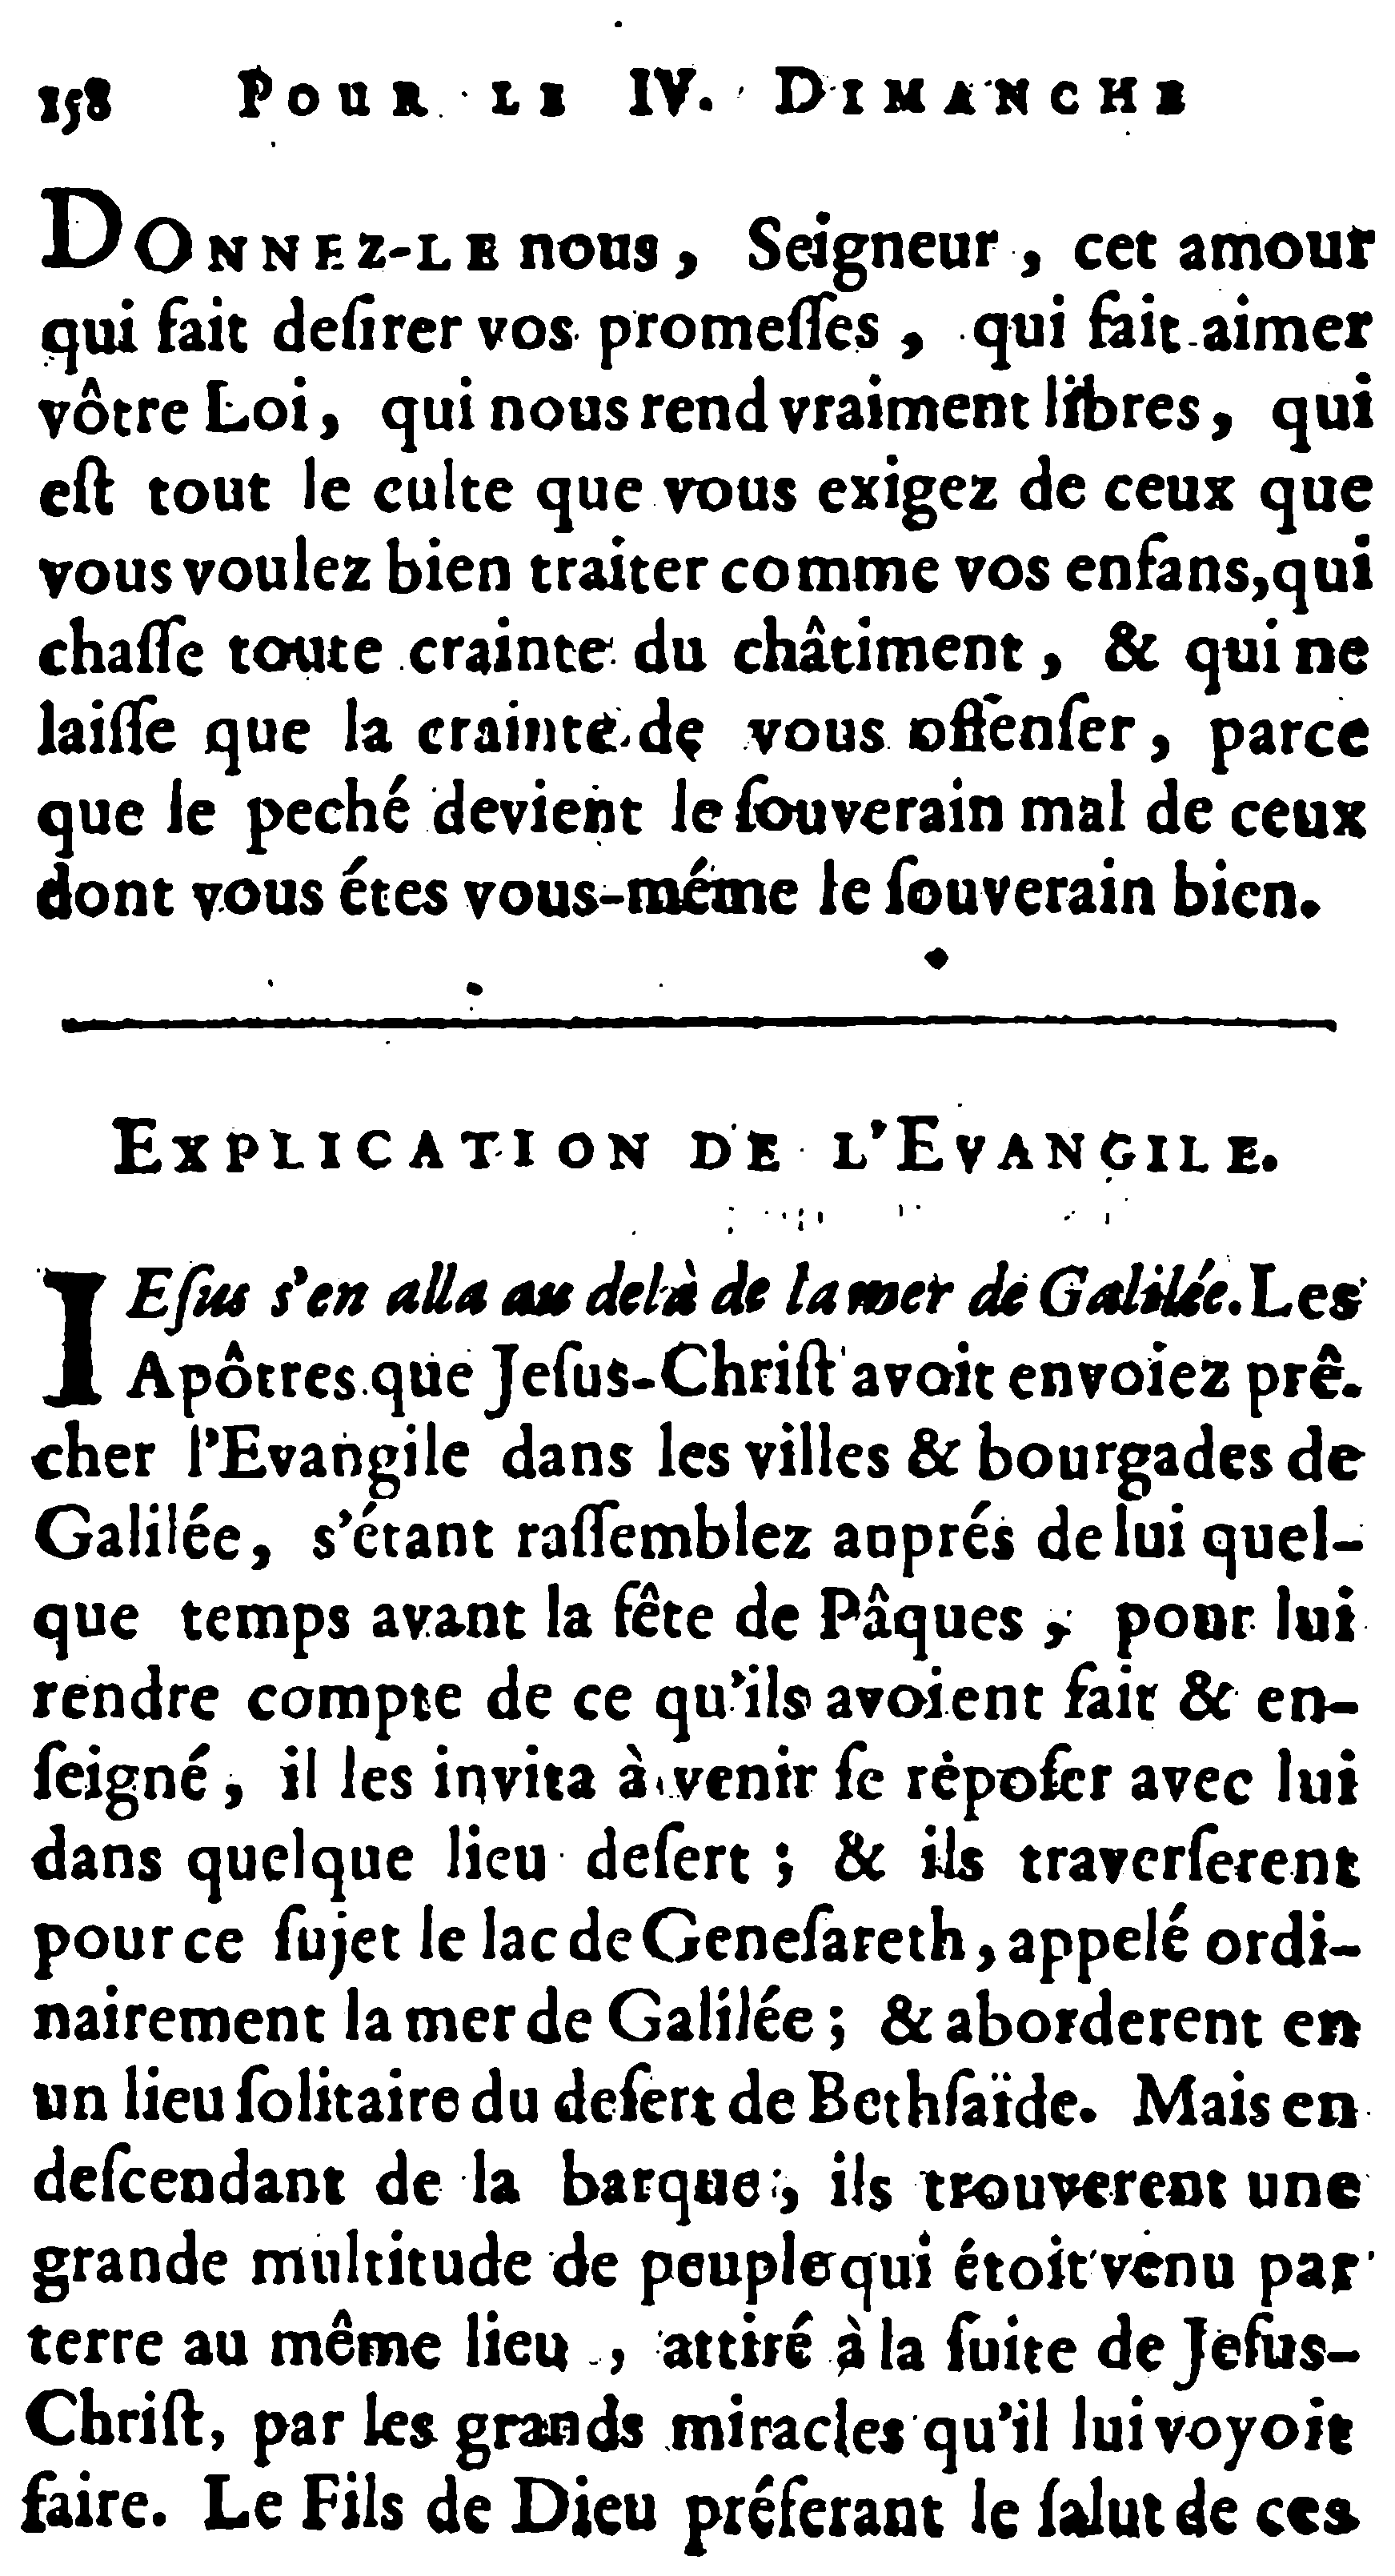 158 POUR LE IV. DIMANCHE
DONNEZ-LE nous, Seigneur, cet amour
qui fait deſirer vos promeſſes, qui fait aimer
vôtre Loi, qui nous rend vraiment libres, qui
eſt tout le culte que vous exigez de ceux que
vous voulez bien traiter comme vos enfans, qui
chaſſe toute crainte du châtiment, & qui ne
laiſſe que la crainte de vous offenſer, parce
que le peché devient le ſouverain mal de ceux
dont vous étes vous-méme le ſouverain bien.
EXPLICATION DE L'EVANGILE.
IEſus s'en alla au delà de la mer de Galilée. Les
Apôtres que Jeſus-Chriſt avoit envoiez prê-
cher l'Evangile dans les villes & bourgades de
Galilée, s'étant raſſemblez auprés de lui quel-
que temps avant la fête de Pâques, pour lui
rendre compte de ce qu'ils avoient fait & en-
ſeigné, il les invita à venir ſe repoſer avec lui
dans quelque lieu deſert; & ils traverſerent
pour ce ſujet le lac de Geneſareth, appelé ordi-
nairement la mer de Galilée; & aborderent en
un lieu ſolitaire du deſert de Bethſaïde. Mais en
deſcendant de la barque, ils trouverent une
grande multitude de peuple qui étoit venu par
terre au même lieu, attiré à la ſuite de Jeſus-
Chriſt, par les grands miracles qu'il lui voyoit
faire. Le Fils de Dieu préferant le ſalut de ces